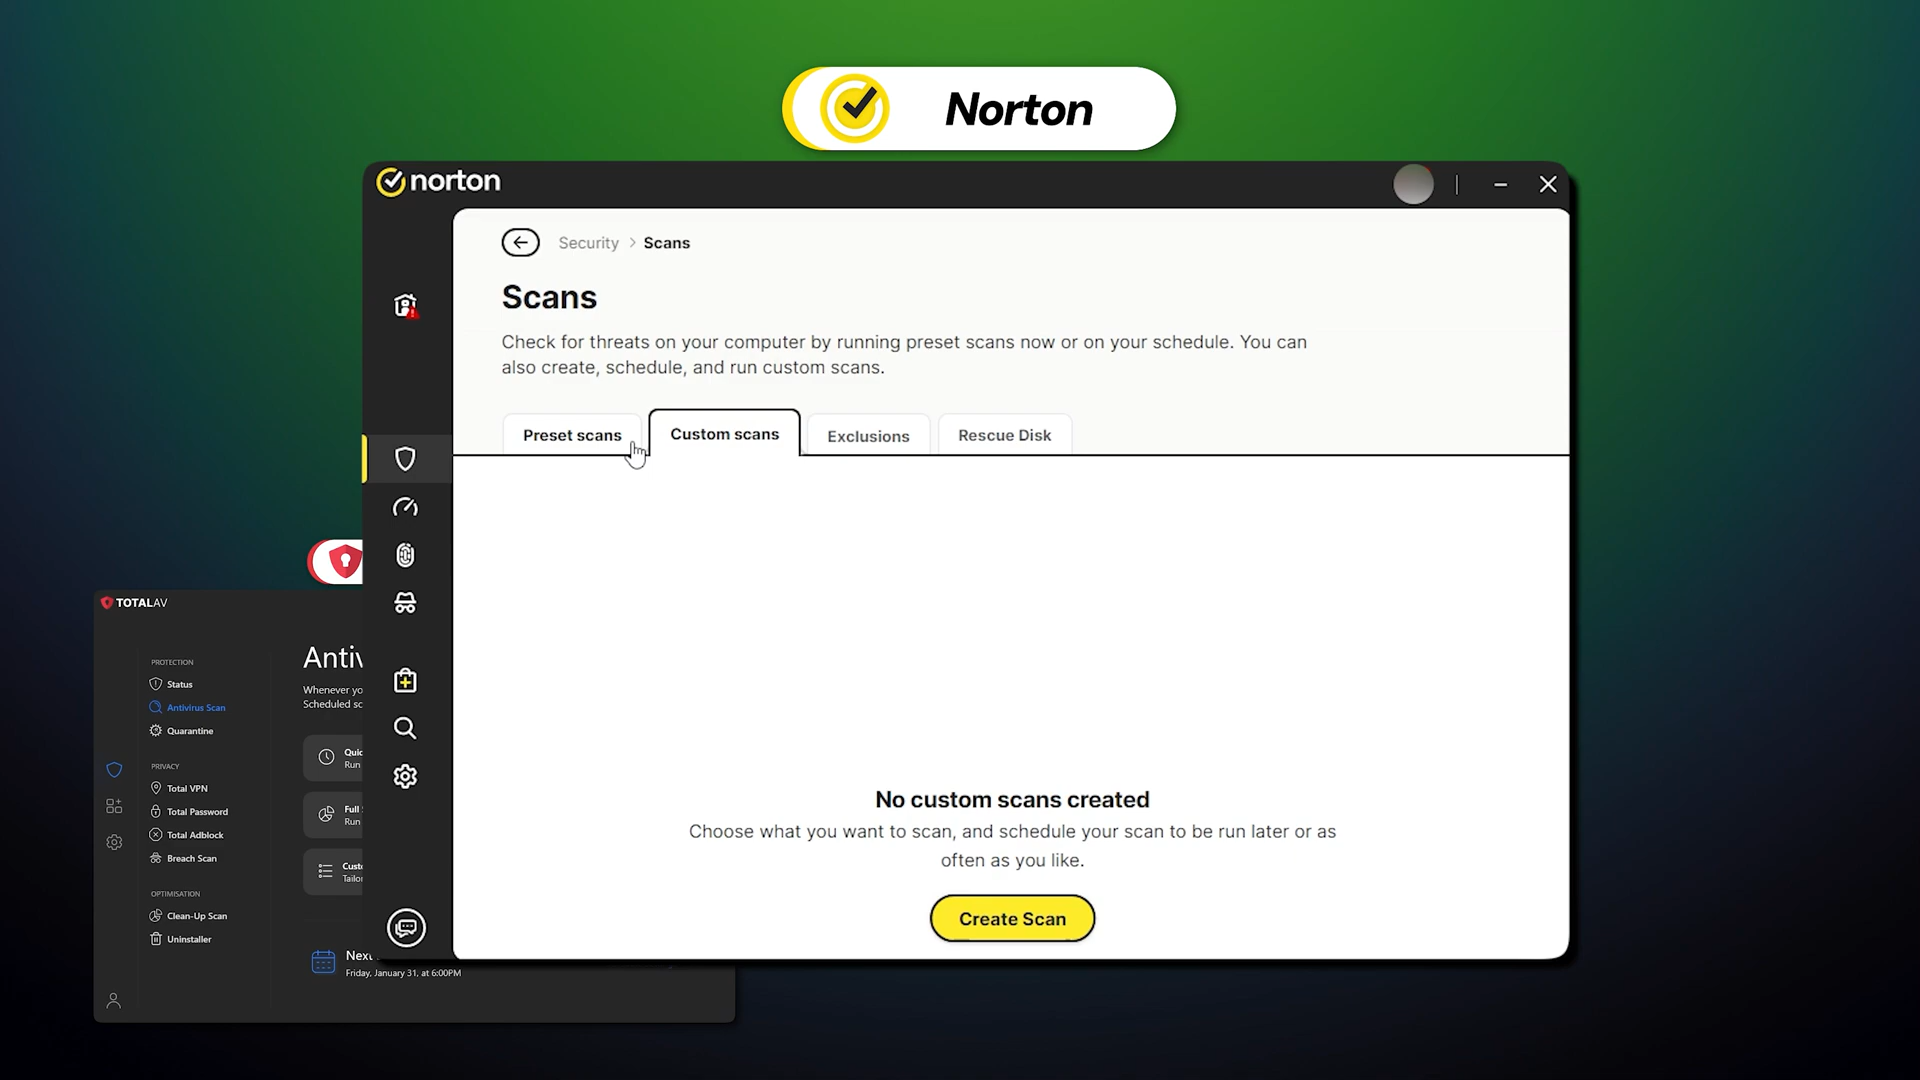 Norton
norton
Security > Scans
Scans
Check for threats on your computer by running preset scans now or on your schedule. You can
also create, schedule, and run custom scans.
Preset scans
Custom scans
Exclusions
Rescue Disk
No custom scans created
Choose what you want to scan, and schedule your scan to be run later or as
often as you like.
Create Scan
TOTALAV
PROTECTION
Status
Antivirus Scan
Quarantine
PRIVACY
Total VPN
Total Password
Total Adblock
Breach Scan
OPTIMISATION
Clean-Up Scan
Uninstaller
Whenever
Scheduled
Run
Full
Run
Next
Friday, January 31, at 6:00PM